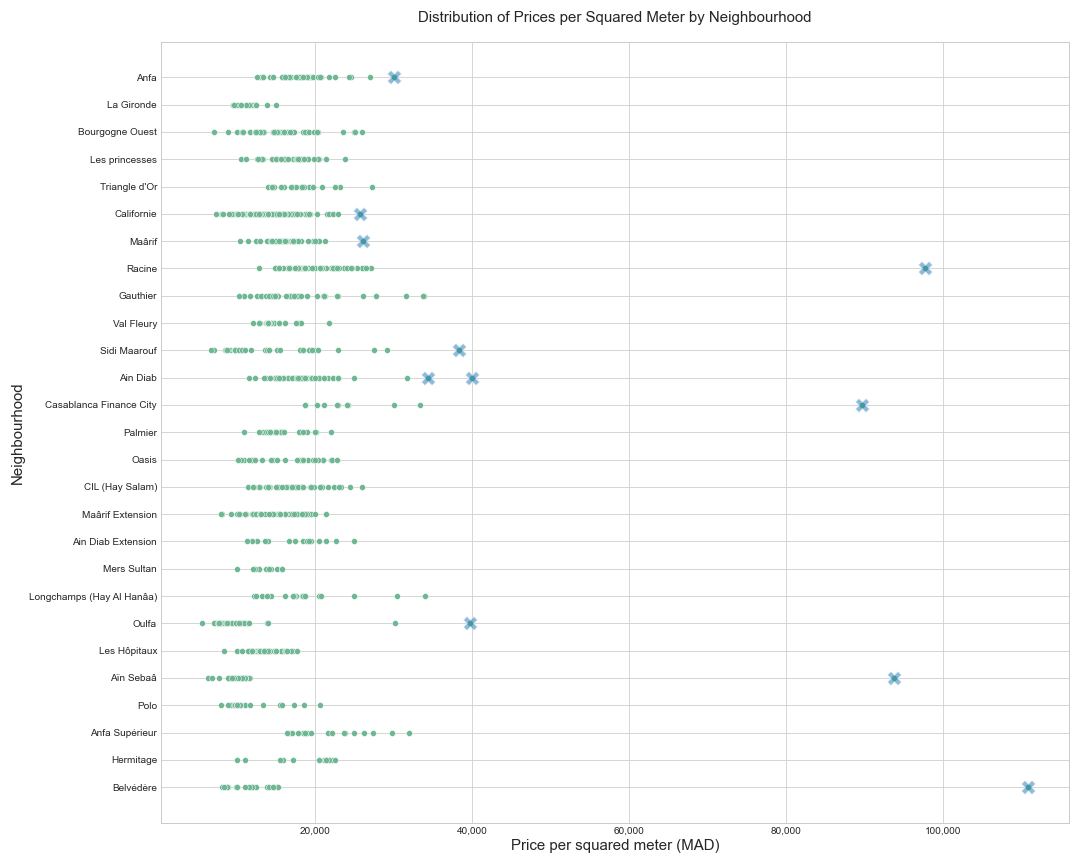 Distribution of Prices per Squared Meter by Neighbourhood
Neighbourhood
Anfa
La Gironde
Bourgogne Ouest
Les princesses
Triangle d'Or
Californie
Maârif
Racine
Gauthier
Val Fleury
Sidi Maarouf
Ain Diab
Casablanca Finance City
Palmier
Oasis
CIL (Hay Salam)
Maârif Extension
Ain Diab Extension
Mers Sultan
Longchamps (Hay Al Hanâa)
Oulfa
Les Hôpitaux
Aïn Sebaâ
Polo
Anfa Supérieur
Hermitage
Belvédère
20,000 40,000 60,000 80,000 100,000
Price per squared meter (MAD)